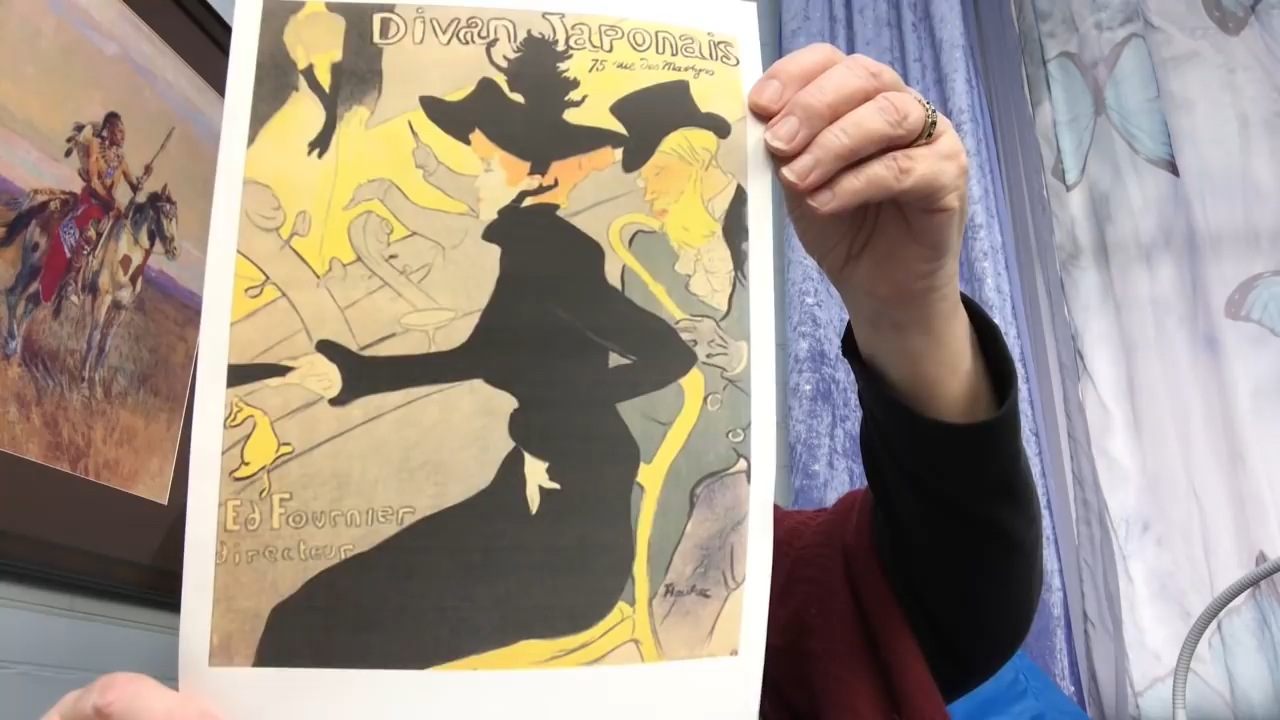 Divan Japonais
75 rue Des Martyrs
Ed Fournier
directeur